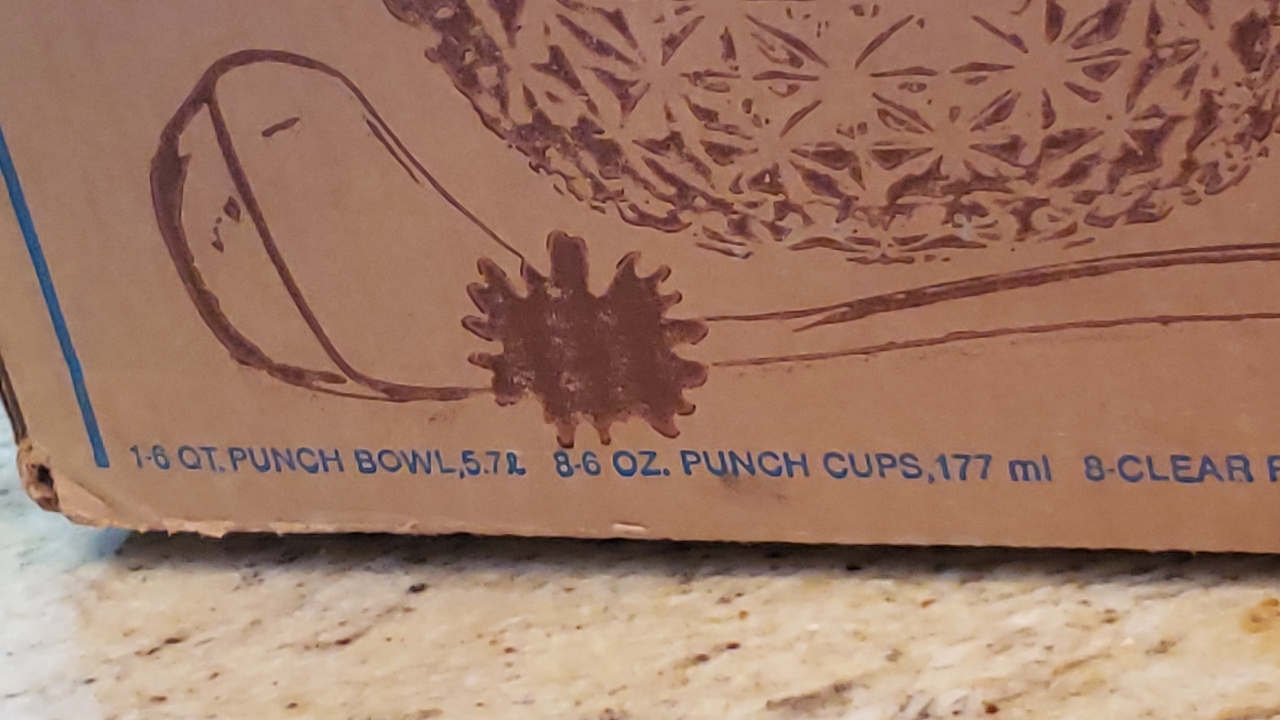 1-6 QT. PUNCH BOWL, 5.7ℓ 8-6 OZ. PUNCH CUPS, 177 ml 8-CLEAR